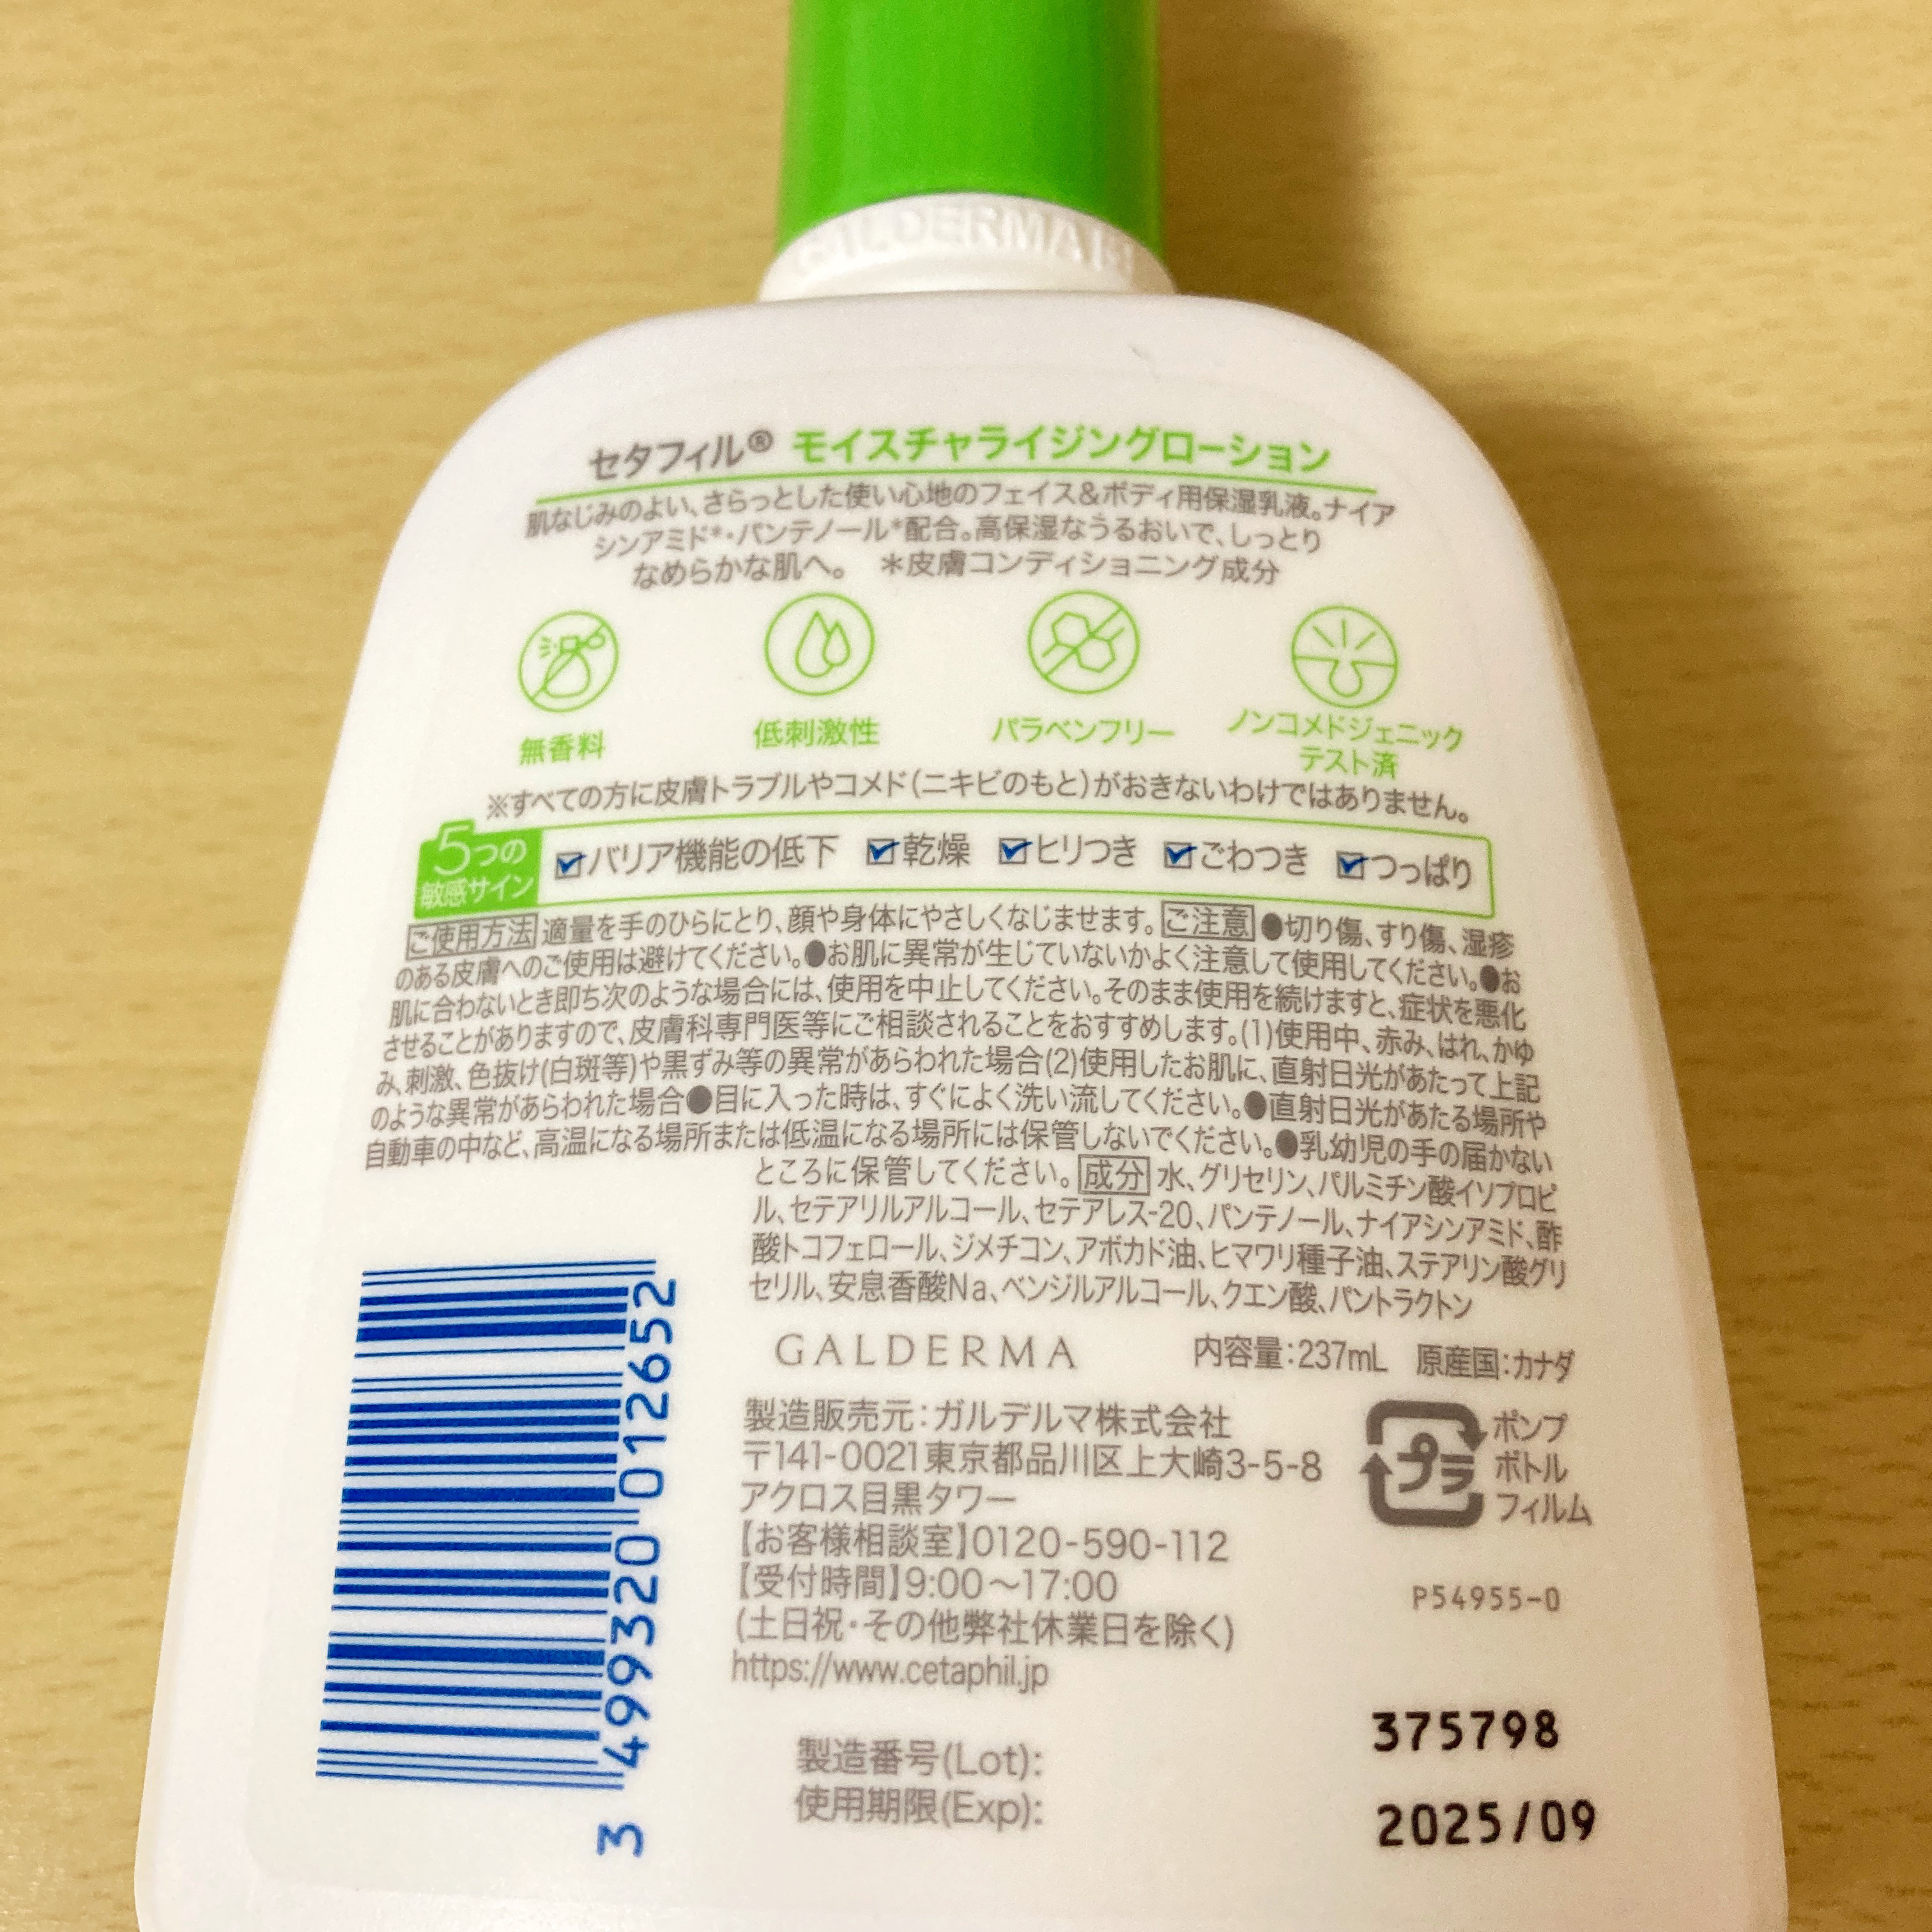 GALDERMA
セタフィル® モイスチャライジングローション
肌なじみのよい、さらっとした使い心地のフェイス&ボディ用保湿乳液。ナイア
シンアミド*・パンテノール*配合。高保湿なうるおいで、しっとり
なめらかな肌へ。 *皮膚コンディショニング成分
無香料
低刺激性
パラベンフリー
ノンコメドジェニック
テスト済
※すべての方に皮膚トラブルやコメド(ニキビのもと)がおきないわけではありません。
5つの
敏感サイン
バリア機能の低下 乾燥 ヒリつき ごわつき つっぱり
ご使用方法 適量を手のひらにとり、顔や身体にやさしくなじませます。 ご注意 ●切り傷、すり傷、湿疹
のある皮膚へのご使用は避けてください。●お肌に異常が生じていないかよく注意して使用してください。●お
肌に合わないとき即ち次のような場合には、使用を中止してください。そのまま使用を続けますと、症状を悪化
させることがありますので、皮膚科専門医等にご相談されることをおすすめします。(1)使用中、赤み、はれ、かゆ
み、刺激、色抜け(白斑等)や黒ずみ等の異常があらわれた場合(2)使用したお肌に、直射日光があたって上記
のような異常があらわれた場合●目に入った時は、すぐによく洗い流してください。●直射日光があたる場所や
自動車の中など、高温になる場所または低温になる場所には保管しないでください。●乳幼児の手の届かない
ところに保管してください。 成分 水、グリセリン、パルミチン酸イソプロピ
ル、セテアリルアルコール、セテアレス-20、パンテノール、ナイアシンアミド、酢
酸トコフェロール、ジメチコン、アボカド油、ヒマワリ種子油、ステアリン酸グリ
セリル、安息香酸Na、ベンジルアルコール、クエン酸、パントラクトン
GALDERMA 内容量:237mL 原産国:カナダ
製造販売元:ガルデルマ株式会社
〒141-0021東京都品川区上大崎3-5-8
アクロス目黒タワー
【お客様相談室】0120-590-112
【受付時間】9:00~17:00
(土日祝・その他弊社休業日を除く)
https://www.cetaphil.jp
プラ
ポンプ
ボトル
フィルム
P54955-0
3 499320 012652
製造番号(Lot): 375798
使用期限(Exp): 2025/09